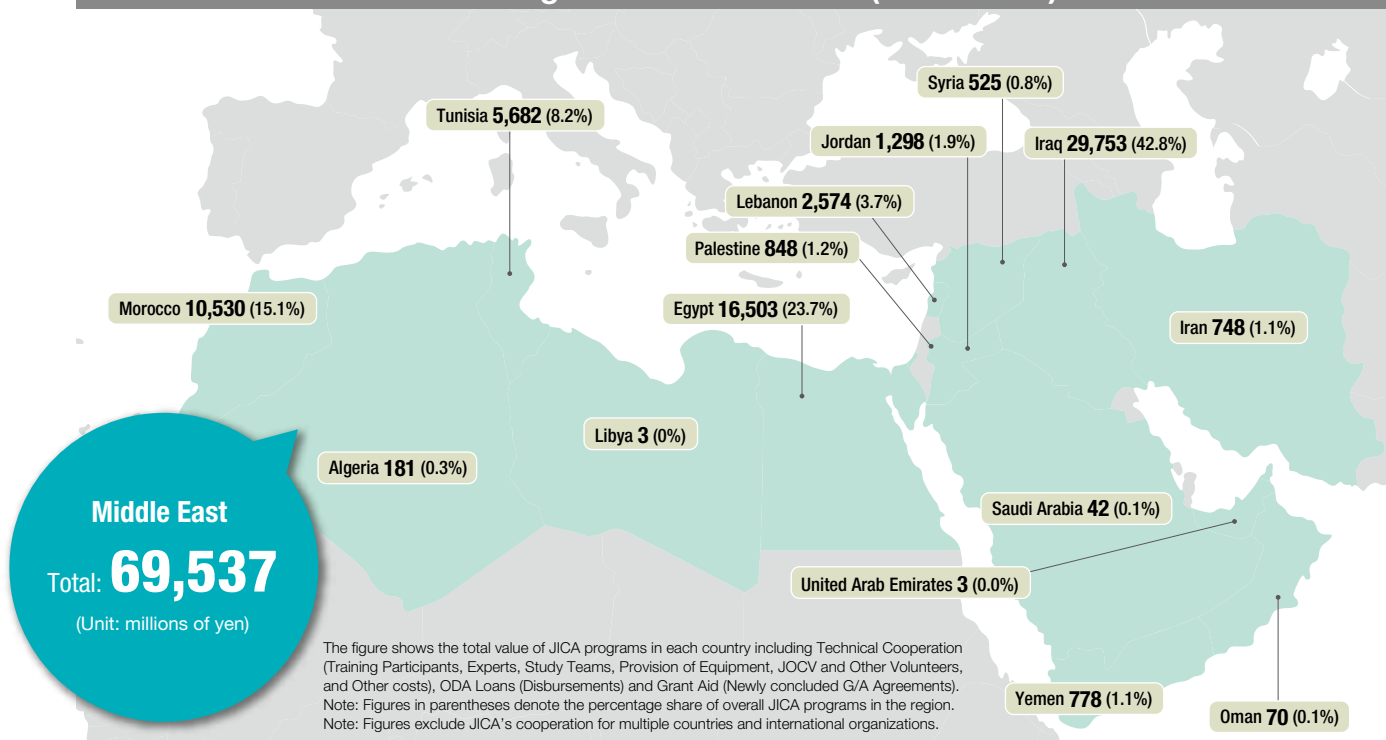 Syria 525 (0.8%)
Tunisia 5,682 (8.2%)
Jordan 1,298 (1.9%)
Iraq 29,753 (42.8%)
Lebanon 2,574 (3.7%)
Palestine 848 (1.2%)
Morocco 10,530 (15.1%)
Egypt 16,503 (23.7%)
Iran 748 (1.1%)
Libya 3 (0%)
Algeria 181 (0.3%)
Saudi Arabia 42 (0.1%)
United Arab Emirates 3 (0.0%)
Yemen 778 (1.1%)
Oman 70 (0.1%)
Middle East
Total: 69,537
(Unit: millions of yen)
The figure shows the total value of JICA programs in each country including Technical Cooperation
(Training Participants, Experts, Study Teams, Provision of Equipment, JOCV and Other Volunteers,
and Other costs), ODA Loans (Disbursements) and Grant Aid (Newly concluded G/A Agreements).
Note: Figures in parentheses denote the percentage share of overall JICA programs in the region.
Note: Figures exclude JICA's cooperation for multiple countries and international organizations.